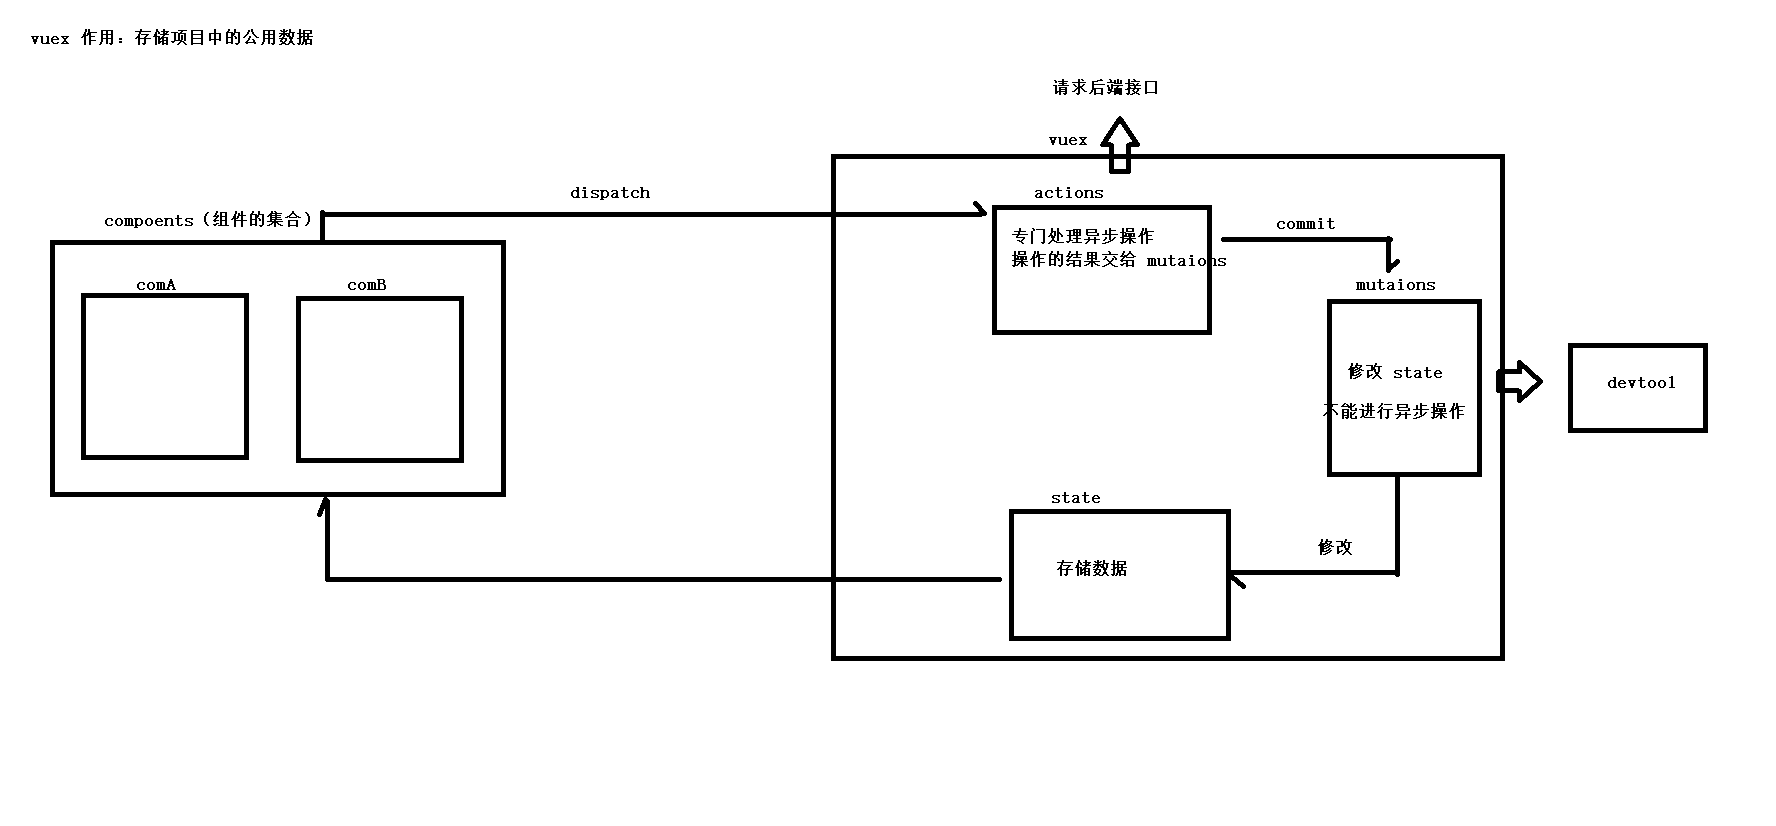 vuex 作用：存储项目中的公用数据
请求后端接口
vuex
dispatch
actions
compoents（组件的集合）
commit
专门处理异步操作
操作的结果交给 mutaions
comA
comB
mutaions
修改 state
不能进行异步操作
devtool
state
修改
存储数据